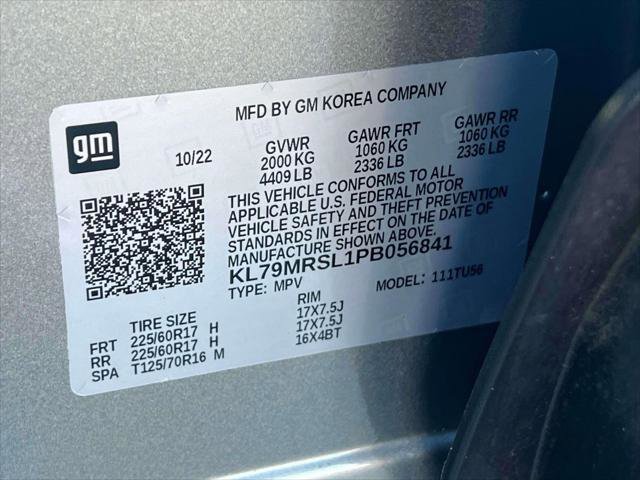 MFD BY GM KOREA COMPANY
gm
10/22
GVWR
2000 KG
4409 LB
GAWR FRT
1060 KG
2336 LB
GAWR RR
1060 KG
2336 LB
THIS VEHICLE CONFORMS TO ALL
APPLICABLE U.S. FEDERAL MOTOR
VEHICLE SAFETY AND THEFT PREVENTION
STANDARDS IN EFFECT ON THE DATE OF
MANUFACTURE SHOWN ABOVE.
KL79MRSL1PB056841
TYPE: MPV
MODEL: 111TU56
TIRE SIZE RIM
FRT 225/60R17 H 17X7.5J
RR 225/60R17 H 17X7.5J
SPA T125/70R16 M 16X4BT